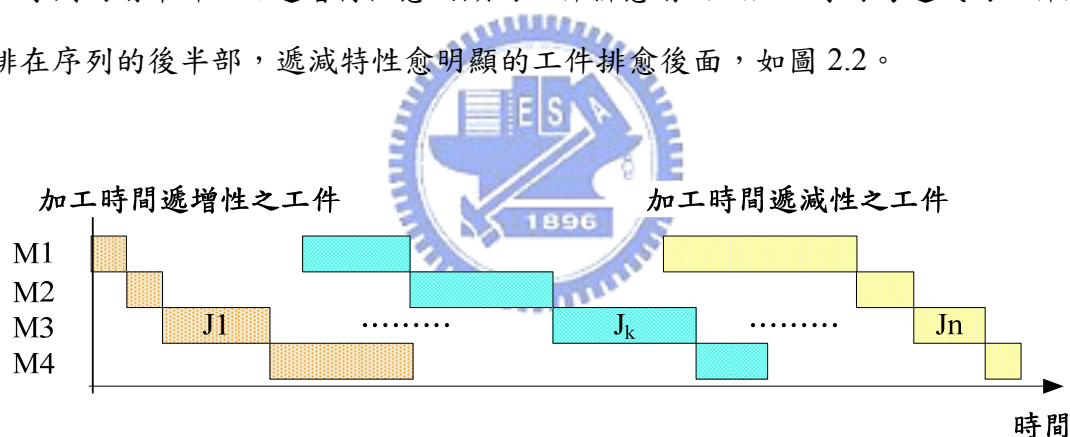 排在序列的後半部，遞減特性愈明顯的工件排愈後面，如圖 2.2。
ESA
1896
加工時間遞增性之工件 加工時間遞減性之工件
M1
M2
M3 J1 ……… Jk ……… Jn
M4
時間